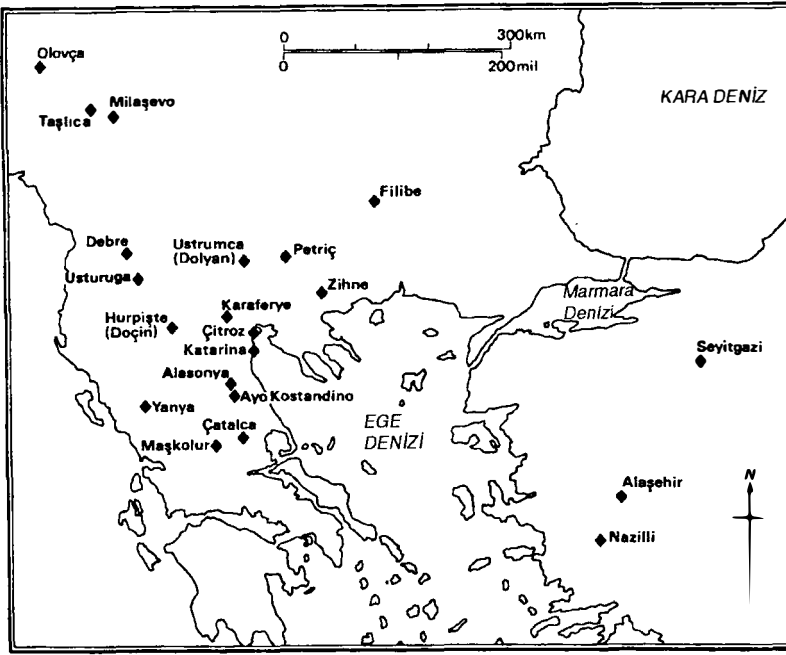 0 300km
0 200mil
Olovça
KARA DENİZ
Milaşevo
Taşlıca
Filibe
Debre
Ustrumca
(Dolyan)
Petriç
Usturuga
Zihne
Marmara
Denizi
Karaferye
Hurpişte
(Doçin)
Çitroz
Katarina
Seyitgazi
Alasonya
Ayo Kostandino
Yanya
EGE
DENİZİ
Çatalca
Maşkolur
Alaşehir
N
Nazilli